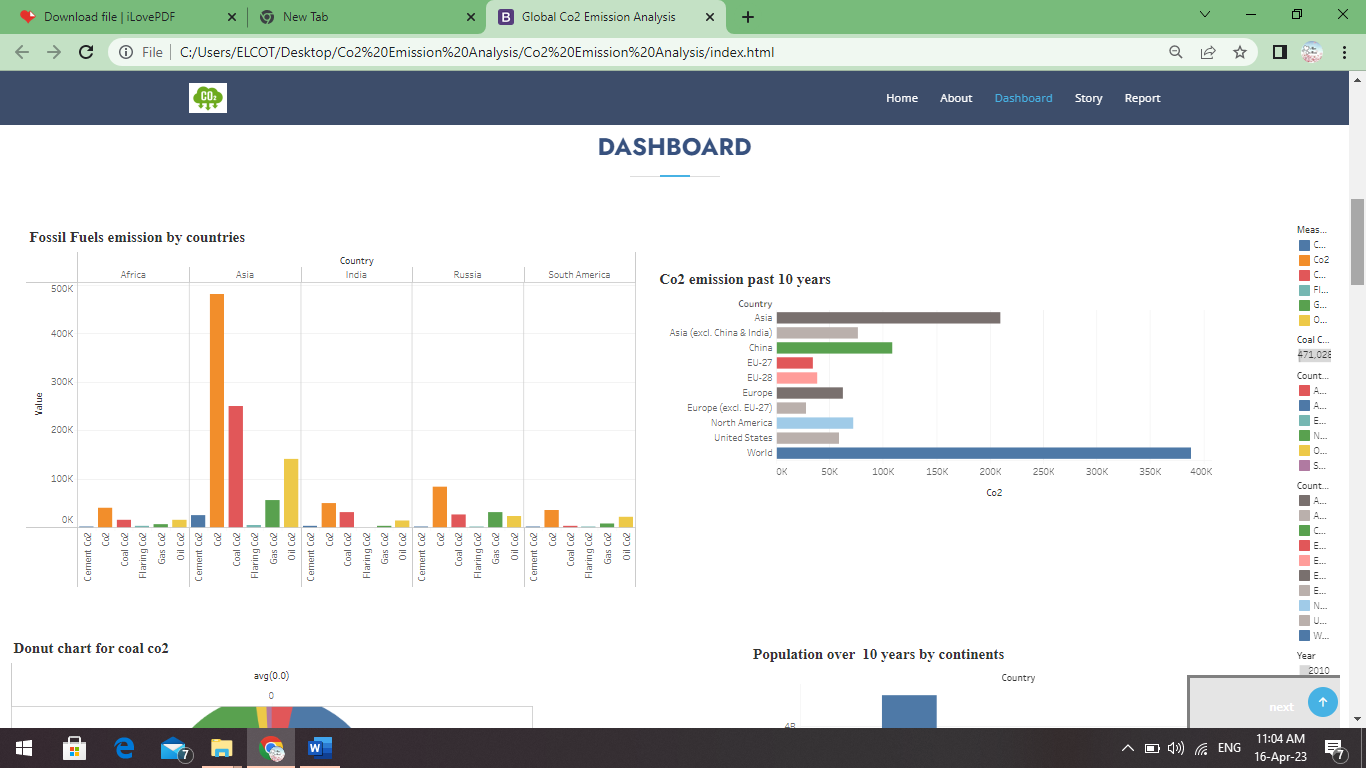 Download file | iLovePDF
New Tab
Global Co2 Emission Analysis
File
C:/Users/ELCOT/Desktop/Co2%20Emission%20Analysis/Co2%20Emission%20Analysis/index.html
CO₂
Home
About
Dashboard
Story
Report
DASHBOARD
Fossil Fuels emission by countries
Country
Africa
Asia
India
Russia
South America
500K
400K
300K
200K
100K
0K
Value
Cement Co2
Co2
Coal Co2
Flaring Co2
Gas Co2
Oil Co2
Cement Co2
Co2
Coal Co2
Flaring Co2
Gas Co2
Oil Co2
Cement Co2
Co2
Coal Co2
Flaring Co2
Gas Co2
Oil Co2
Cement Co2
Co2
Coal Co2
Flaring Co2
Gas Co2
Oil Co2
Cement Co2
Co2
Coal Co2
Flaring Co2
Gas Co2
Oil Co2
Co2 emission past 10 years
Country
Asia
Asia (excl. China & India)
China
EU-27
EU-28
Europe
Europe (excl. EU-27)
North America
United States
World
0K
50K
100K
150K
200K
250K
300K
350K
400K
Co2
Meas...
C...
Co2
C...
Fl...
G...
O...
Coal C...
471,028
Count...
A...
A...
E...
N...
O...
S...
Count...
A...
A...
C...
E...
E...
E...
E...
N...
U...
W...
Year
2010
Donut chart for coal co2
avg(0.0)
0
Population over 10 years by continents
Country
4B
next
7
ENG
11:04 AM
16-Apr-23
7